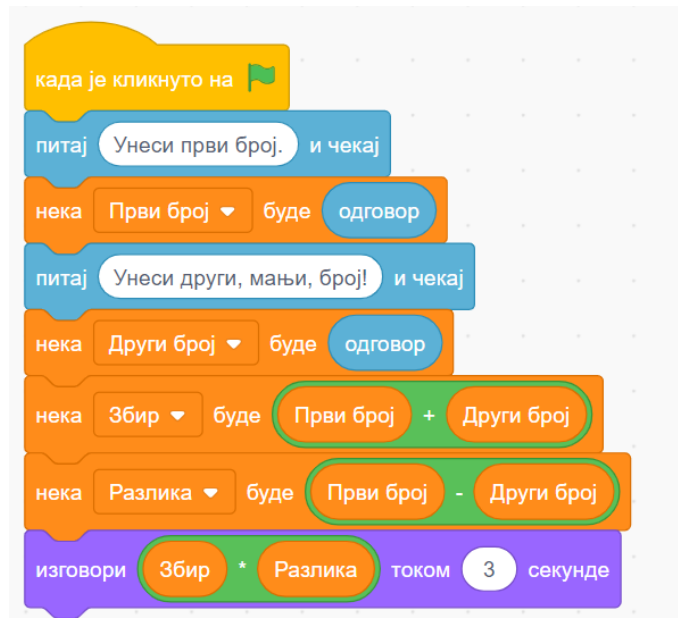 када је кликнуто на
питај Унеси први број. и чекај
нека Први број буде одговор
питај Унеси други, мањи, број! и чекај
нека Други број буде одговор
нека Збир буде Први број + Други број
нека Разлика буде Први број - Други број
изговори Збир * Разлика током 3 секунде